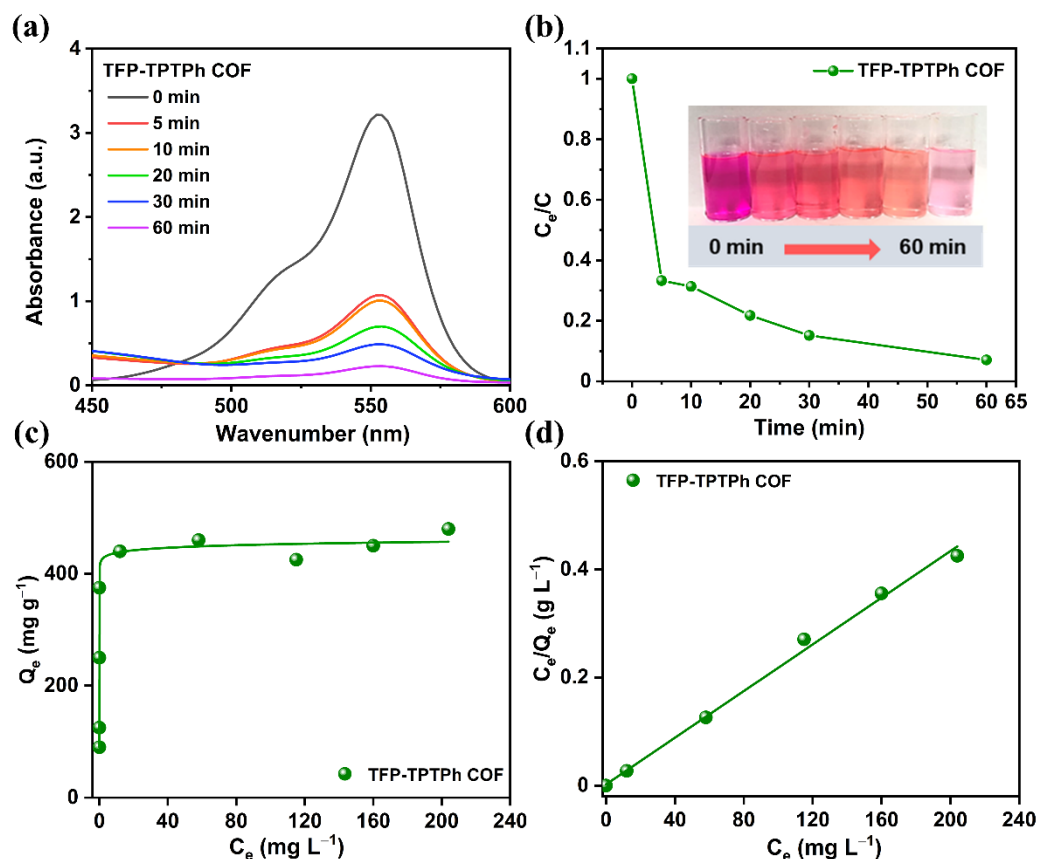 (a)
TFP-TPTPh COF
0 min
5 min
10 min
20 min
30 min
60 min
4
3
2
1
0
450
500
550
600
Absorbance (a.u.)
Wavenumber (nm)
(b)
TFP-TPTPh COF
1.1
1
0.8
0.6
0.4
0.2
0
0
10
20
30
40
50
60
65
Cₑ/C
Time (min)
0 min
60 min
(c)
600
400
200
0
0
40
80
120
160
200
240
Qₑ (mg g⁻¹)
Cₑ (mg L⁻¹)
TFP-TPTPh COF
(d)
TFP-TPTPh COF
0.6
0.4
0.2
0
0
40
80
120
160
200
240
Cₑ/Qₑ (g L⁻¹)
Cₑ (mg L⁻¹)